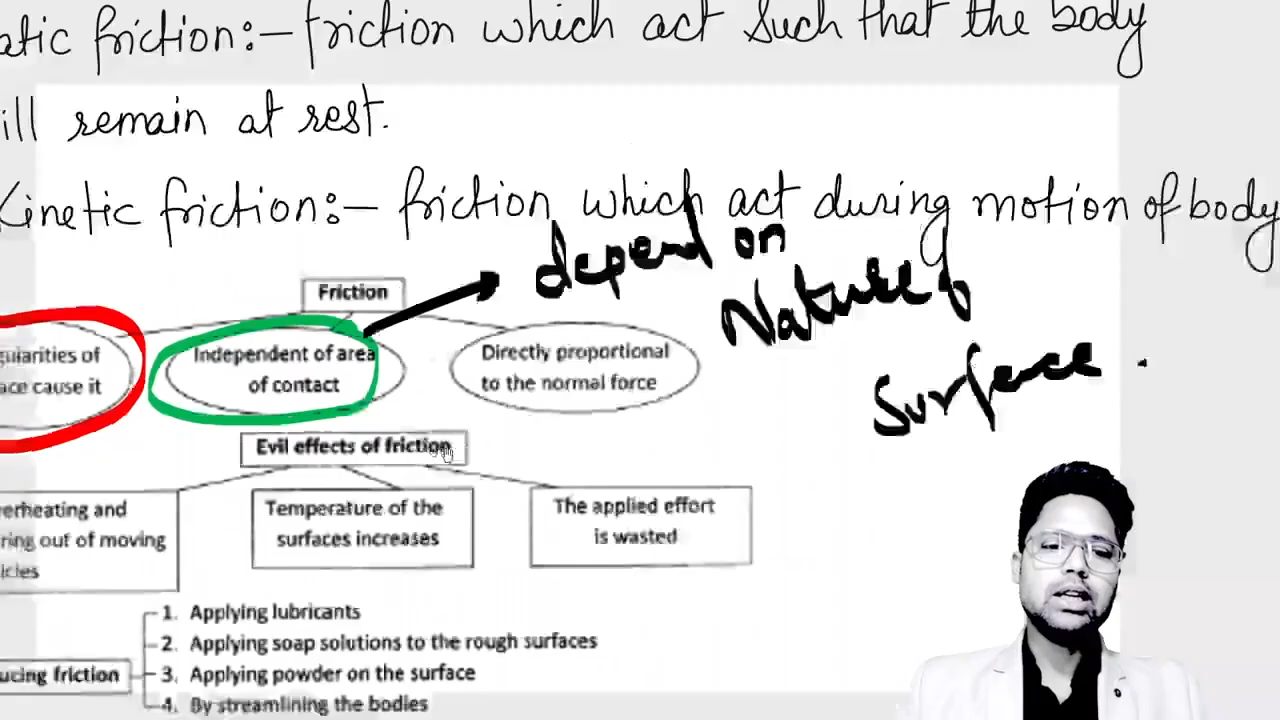 atic friction:- friction which act such that the body
ill remain at rest.
Kinetic friction:- friction which act during motion of body
depend on
Nature of
Surface.
Friction
gularities of
ace cause it
Independent of area
of contact
Directly proportional
to the normal force
Evil effects of friction
erheating and
ring out of moving
icles
Temperature of the
surfaces increases
The applied effort
is wasted
ucing friction
1. Applying lubricants
2. Applying soap solutions to the rough surfaces
3. Applying powder on the surface
4. By streamlining the bodies